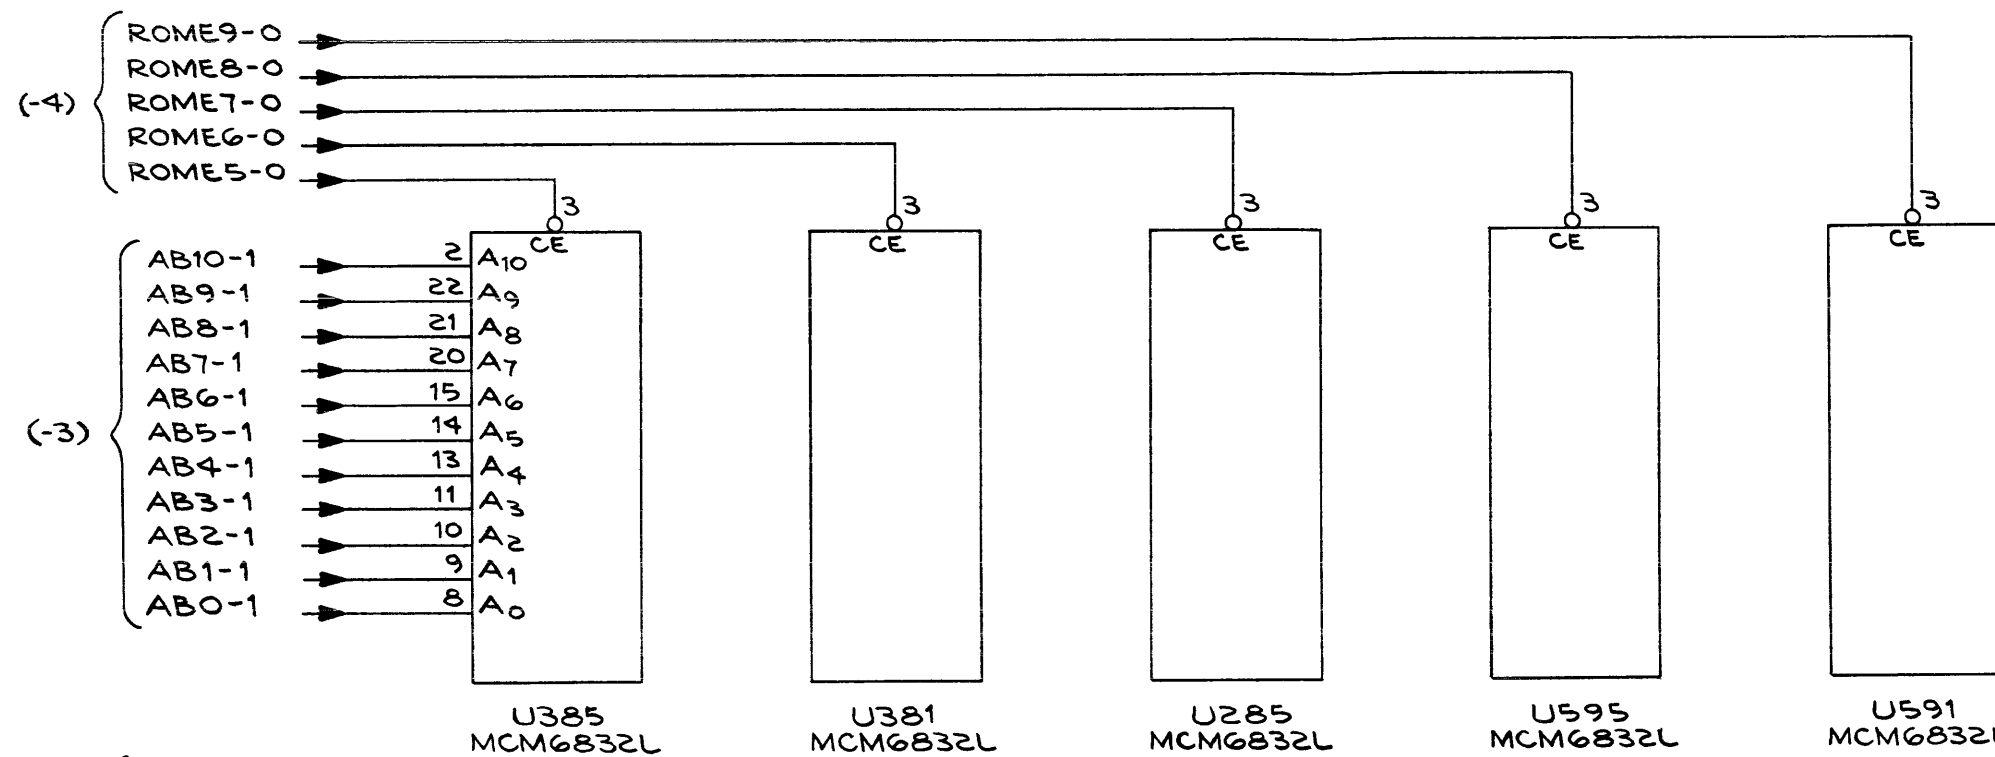 ROME9-0
ROME8-0
(-4) ROME7-0
ROME6-0
ROME5-0
3 3 3 3 3
CE CE CE CE CE
AB10-1 2 A10
AB9-1 22 A9
AB8-1 21 A8
AB7-1 20 A7
AB6-1 15 A6
(-3) AB5-1 14 A5
AB4-1 13 A4
AB3-1 11 A3
AB2-1 10 A2
AB1-1 9 A1
AB0-1 8 A0
U385 U381 U285 U595 U591
MCM6832L MCM6832L MCM6832L MCM6832L MCM6832L